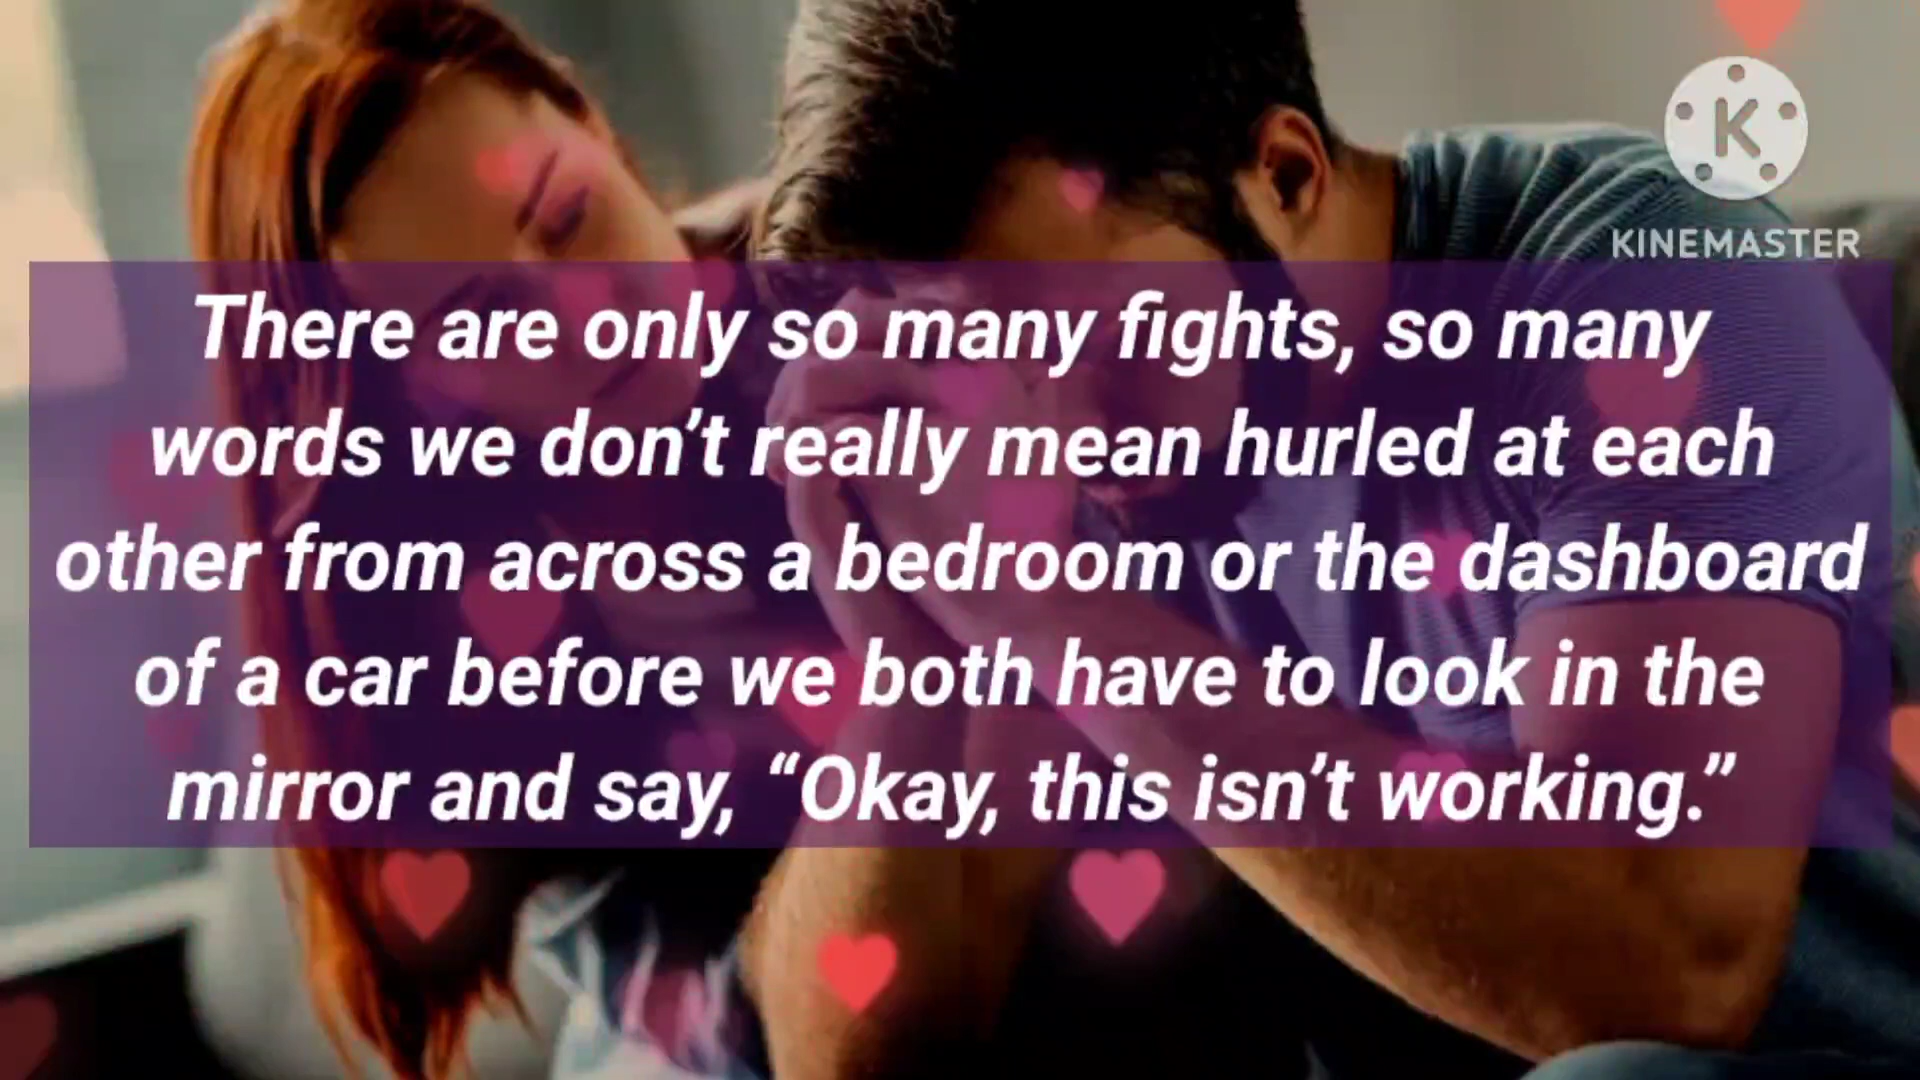 K
KINEMASTER
There are only so many fights, so many
words we don’t really mean hurled at each
other from across a bedroom or the dashboard
of a car before we both have to look in the
mirror and say, “Okay, this isn’t working.”